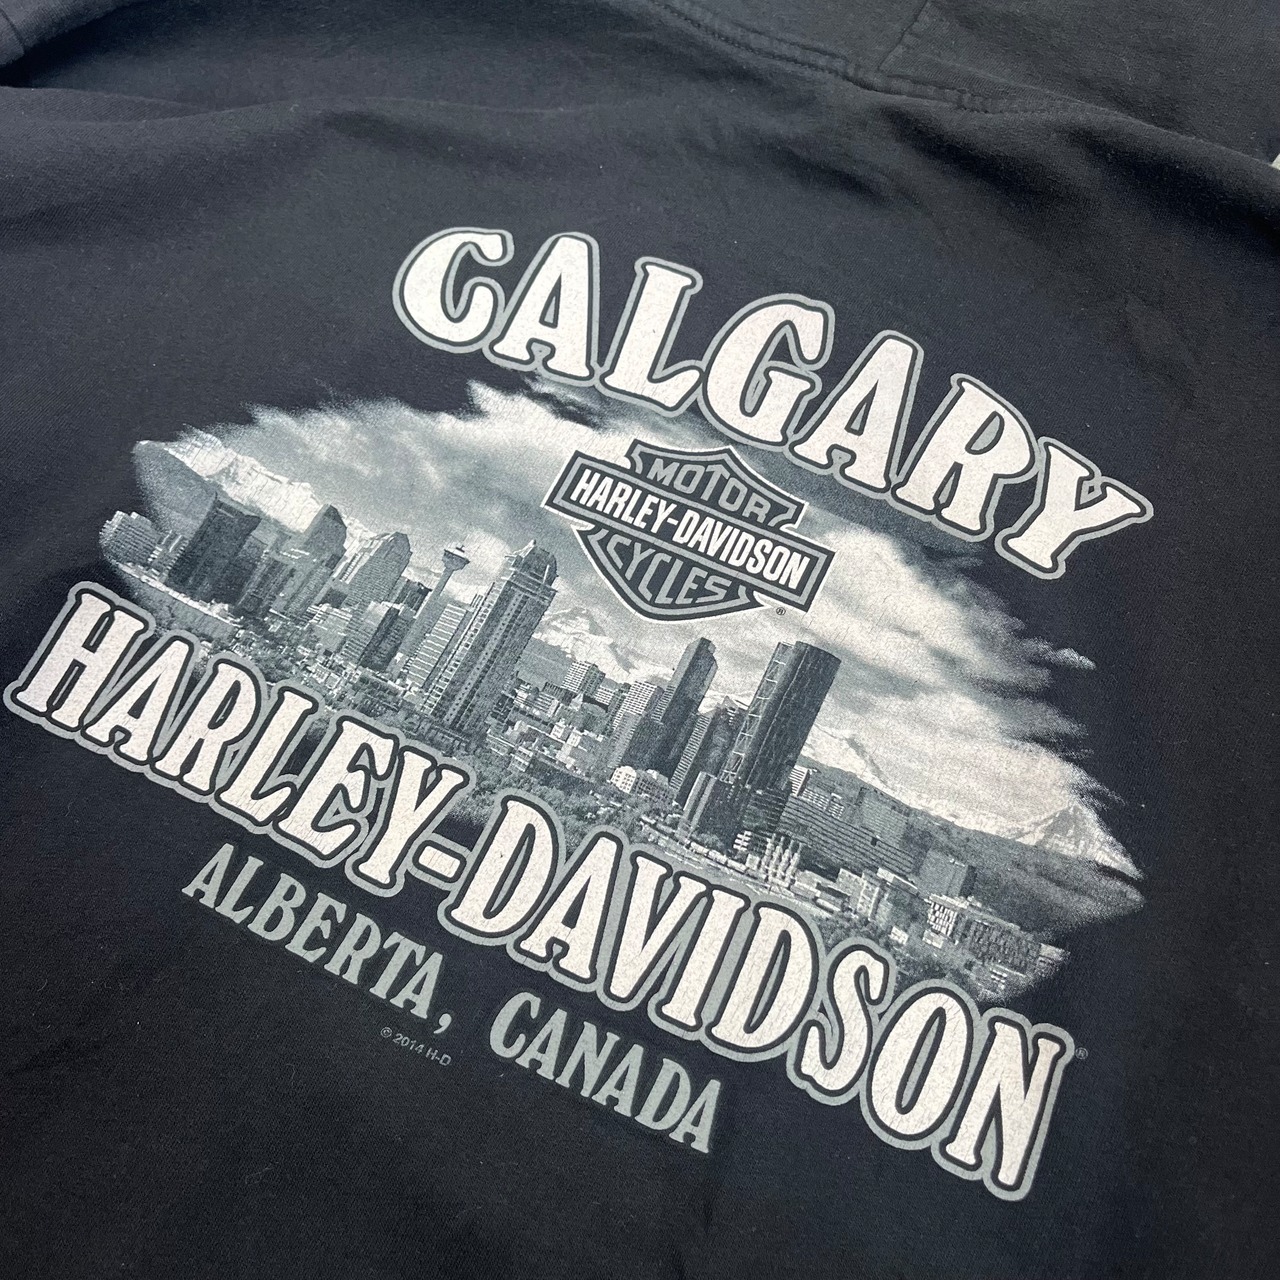 CALGARY
MOTOR
HARLEY-DAVIDSON
CYCLES
®
HARLEY-DAVIDSON®
ALBERTA, CANADA
© 2014 H-D